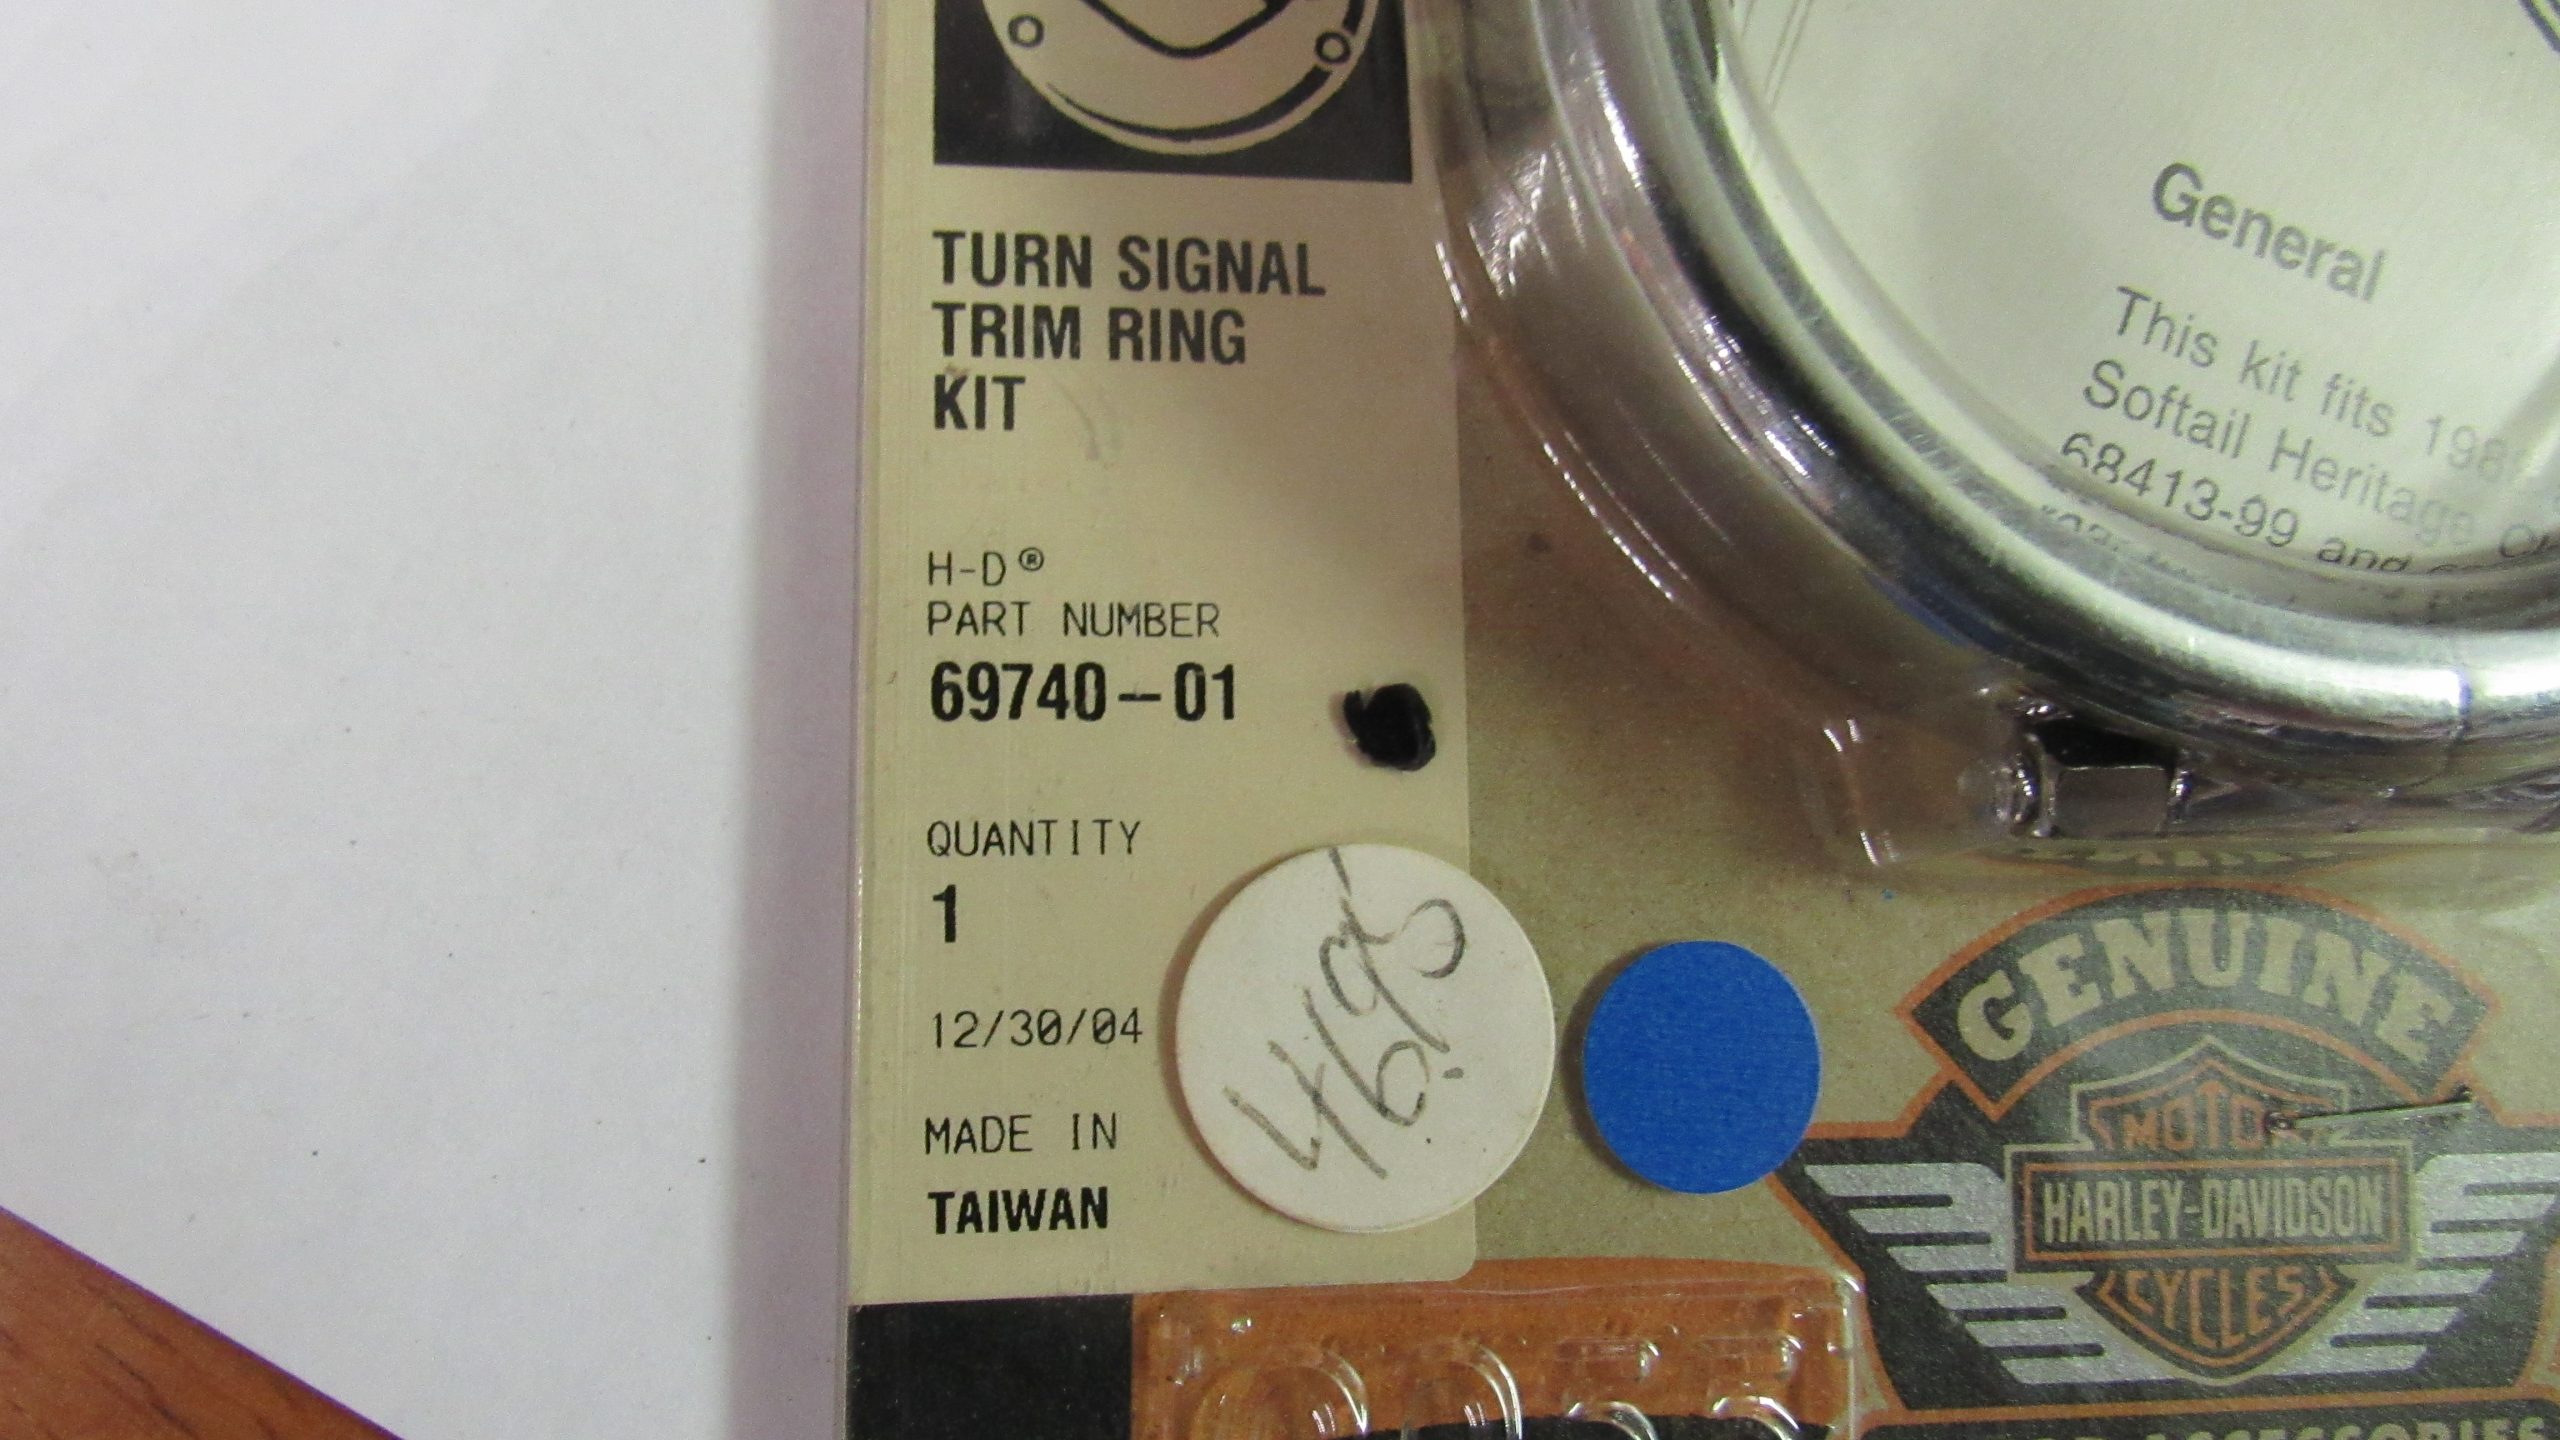 TURN SIGNAL
TRIM RING
KIT
H-D®
PART NUMBER
69740-01
QUANTITY
1
12/30/04
MADE IN
TAIWAN
46.95
General
This kit fits
Softail Heritage
68413-99 and
GENUINE
MOTOR
HARLEY-DAVIDSON
CYCLES
ACCESSORIES